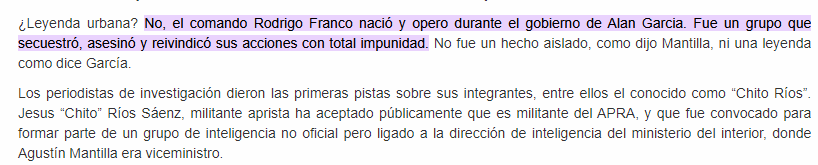 ¿Leyenda urbana? No, el comando Rodrigo Franco nació y opero durante el gobierno de Alan Garcia. Fue un grupo que
secuestró, asesinó y reivindicó sus acciones con total impunidad. No fue un hecho aislado, como dijo Mantilla, ni una leyenda
como dice García.
Los periodistas de investigación dieron las primeras pistas sobre sus integrantes, entre ellos el conocido como “Chito Ríos”.
Jesus “Chito” Ríos Sáenz, militante aprista ha aceptado públicamente que es militante del APRA, y que fue convocado para
formar parte de un grupo de inteligencia no oficial pero ligado a la dirección de inteligencia del ministerio del interior, donde
Agustín Mantilla era viceministro.